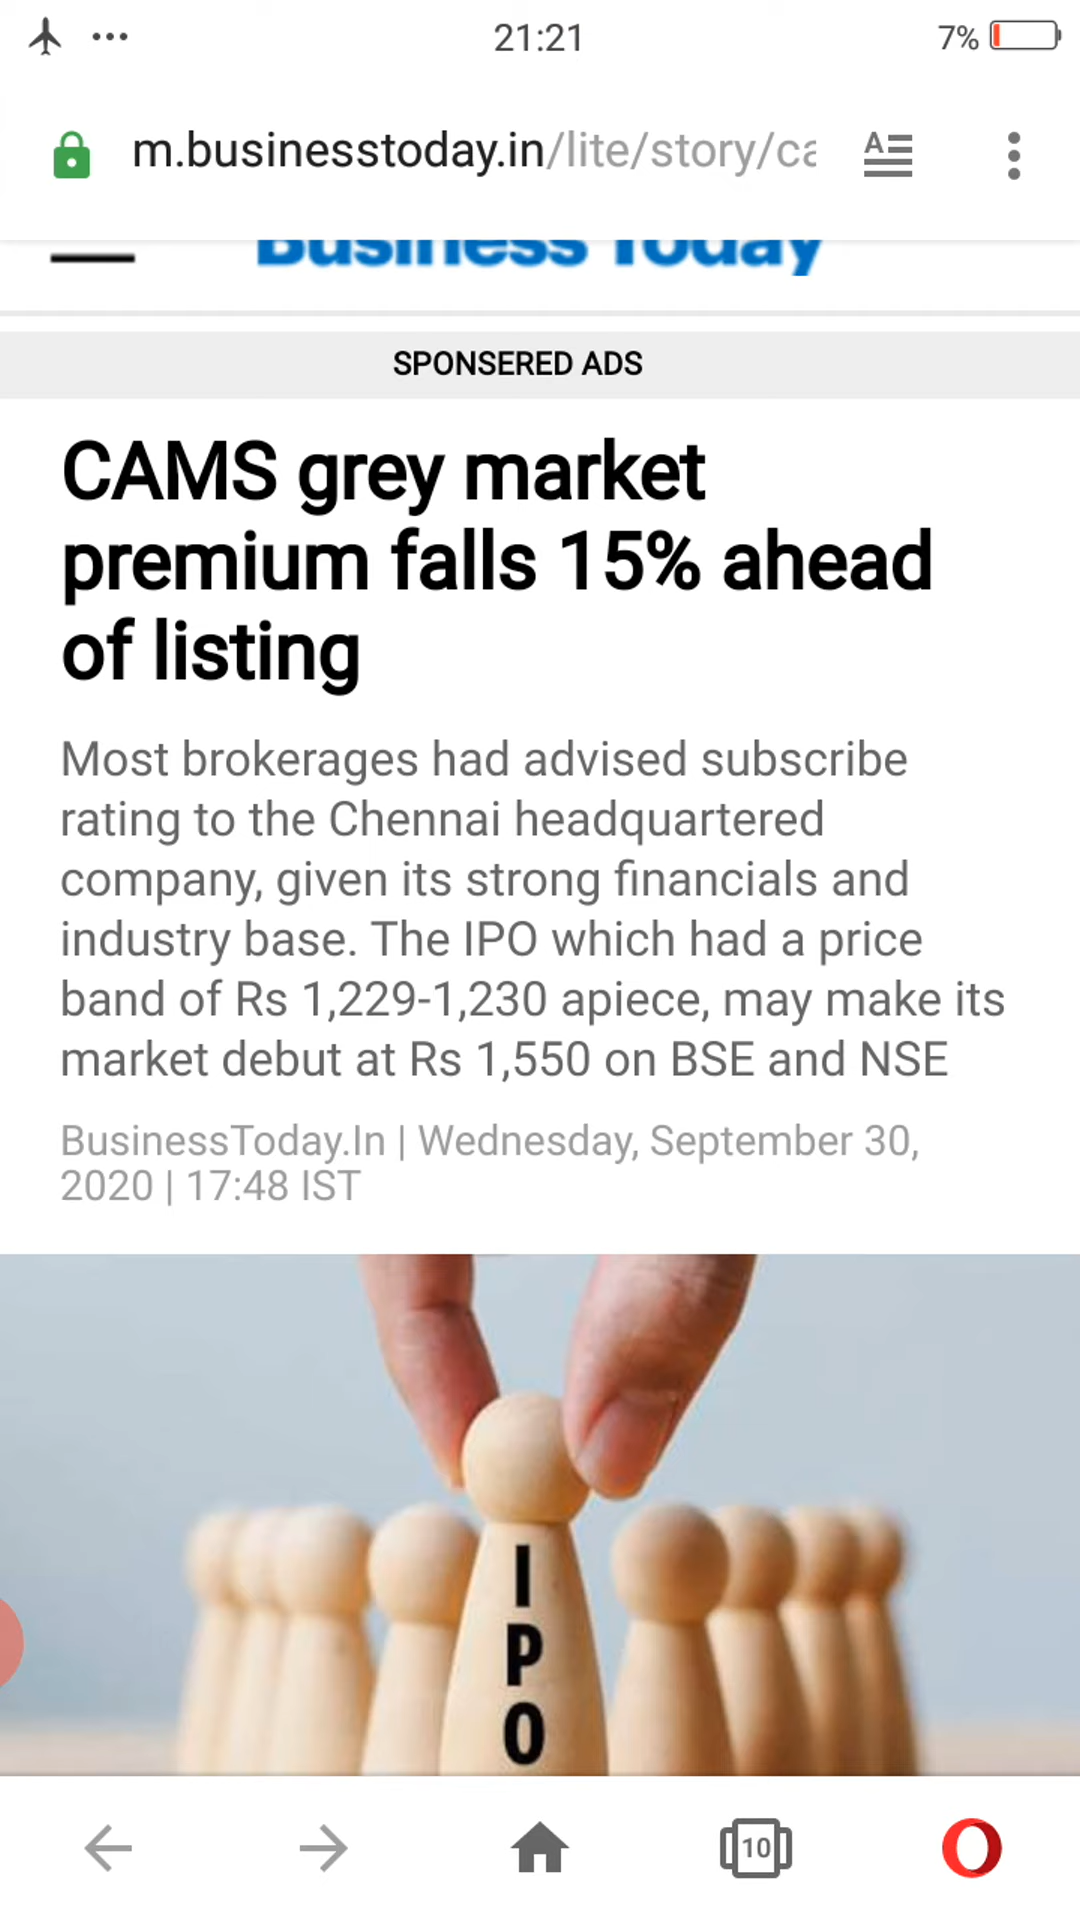 21:21
7%
m.businesstoday.in/lite/story/ca
Business Today
SPONSERED ADS
CAMS grey market
premium falls 15% ahead
of listing
Most brokerages had advised subscribe
rating to the Chennai headquartered
company, given its strong financials and
industry base. The IPO which had a price
band of Rs 1,229-1,230 apiece, may make its
market debut at Rs 1,550 on BSE and NSE
BusinessToday.In | Wednesday, September 30,
2020 | 17:48 IST
I
P
O
10